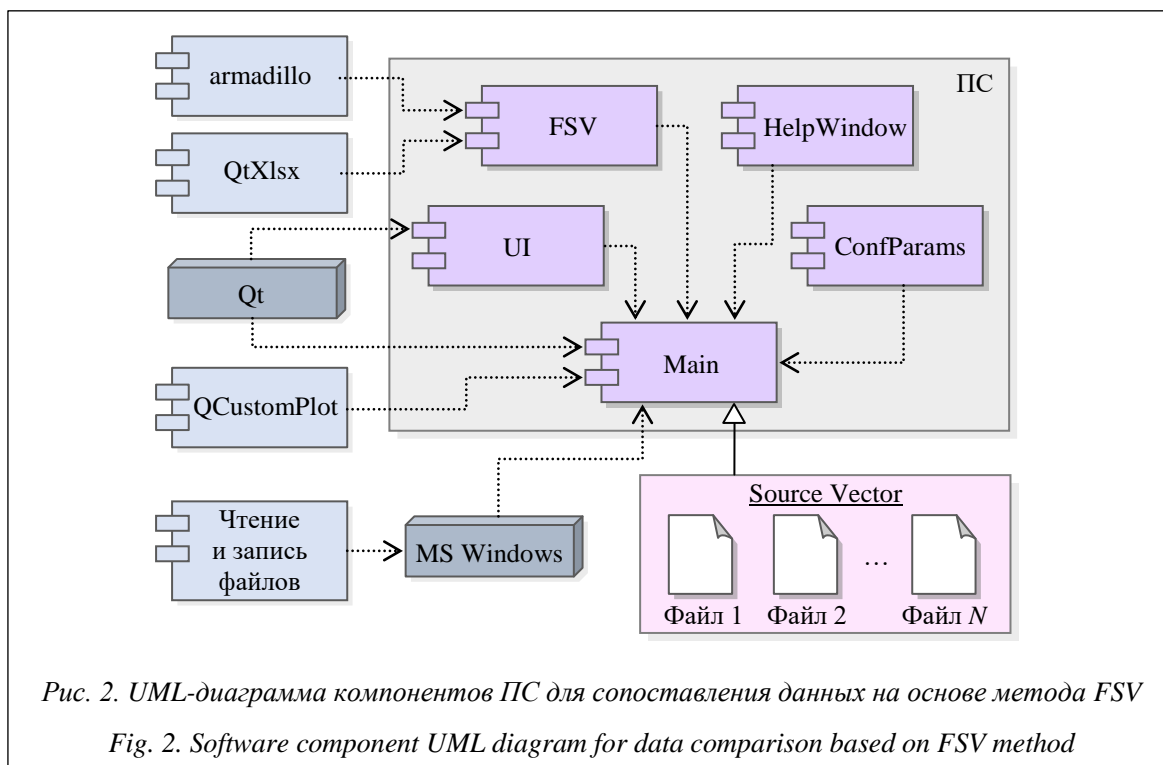 armadillo
ПС
FSV
HelpWindow
QtXlsx
UI
ConfParams
Qt
Main
QCustomPlot
Source Vector
Чтение
и запись
файлов
MS Windows
...
Файл 1
Файл 2
Файл N
Рис. 2. UML-диаграмма компонентов ПС для сопоставления данных на основе метода FSV
Fig. 2. Software component UML diagram for data comparison based on FSV method